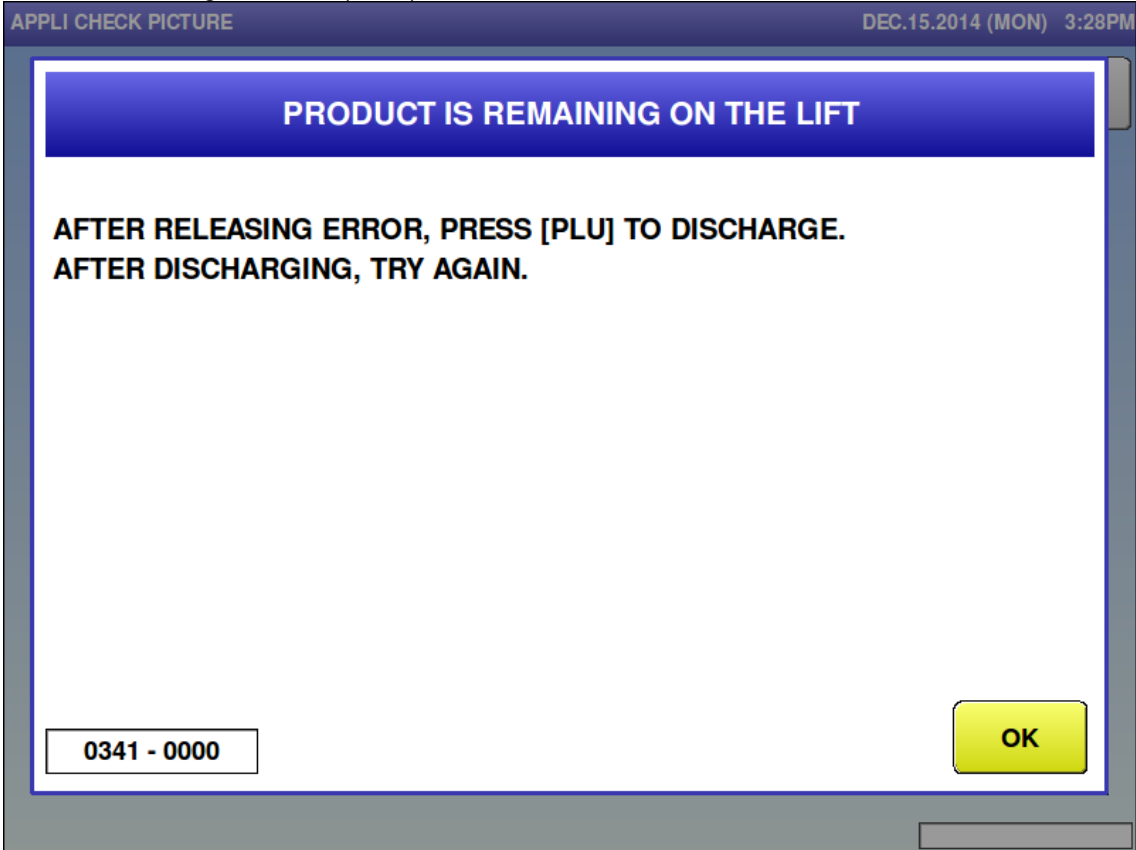 APPLI CHECK PICTURE
DEC.15.2014 (MON) 3:28PM
PRODUCT IS REMAINING ON THE LIFT
AFTER RELEASING ERROR, PRESS [PLU] TO DISCHARGE.
AFTER DISCHARGING, TRY AGAIN.
0341 - 0000
OK